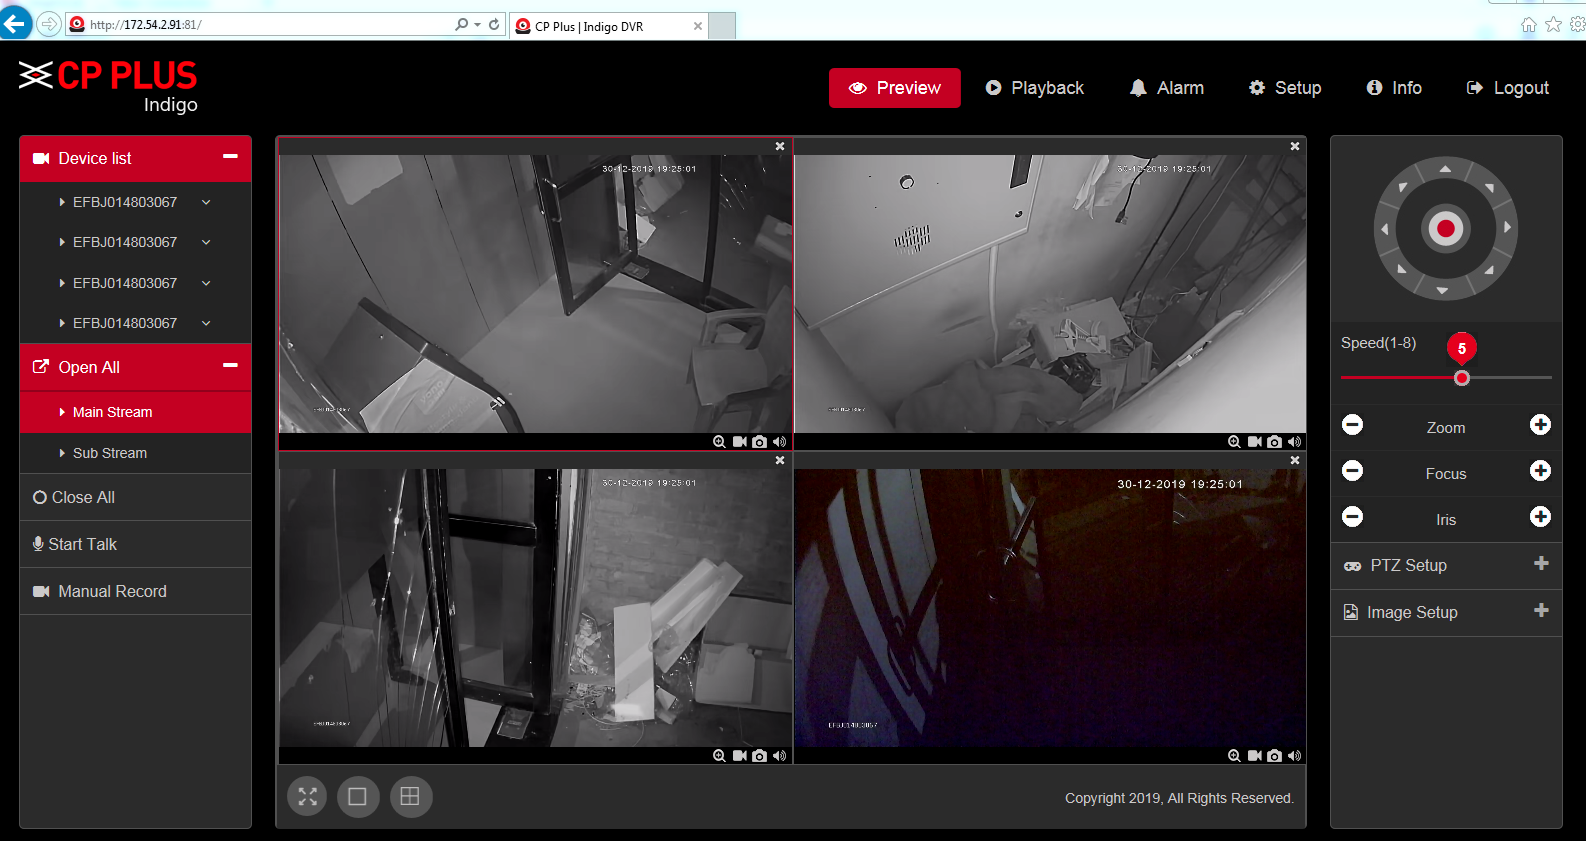 http://172.54.2.91:81/
CP Plus | Indigo DVR
CP PLUS
Indigo
Preview
Playback
Alarm
Setup
Info
Logout
Device list
EFBJ014803067
EFBJ014803067
EFBJ014803067
EFBJ014803067
Open All
Main Stream
Sub Stream
Close All
Start Talk
Manual Record
30-12-2019 19:25:01
EFBJ014803067
30-12-2019 19:25:01
EFBJ014803067
30-12-2019 19:25:01
EFBJ014803067
30-12-2019 19:25:01
EFBJ014803067
Copyright 2019, All Rights Reserved.
Speed(1-8)
5
Zoom
Focus
Iris
PTZ Setup
Image Setup